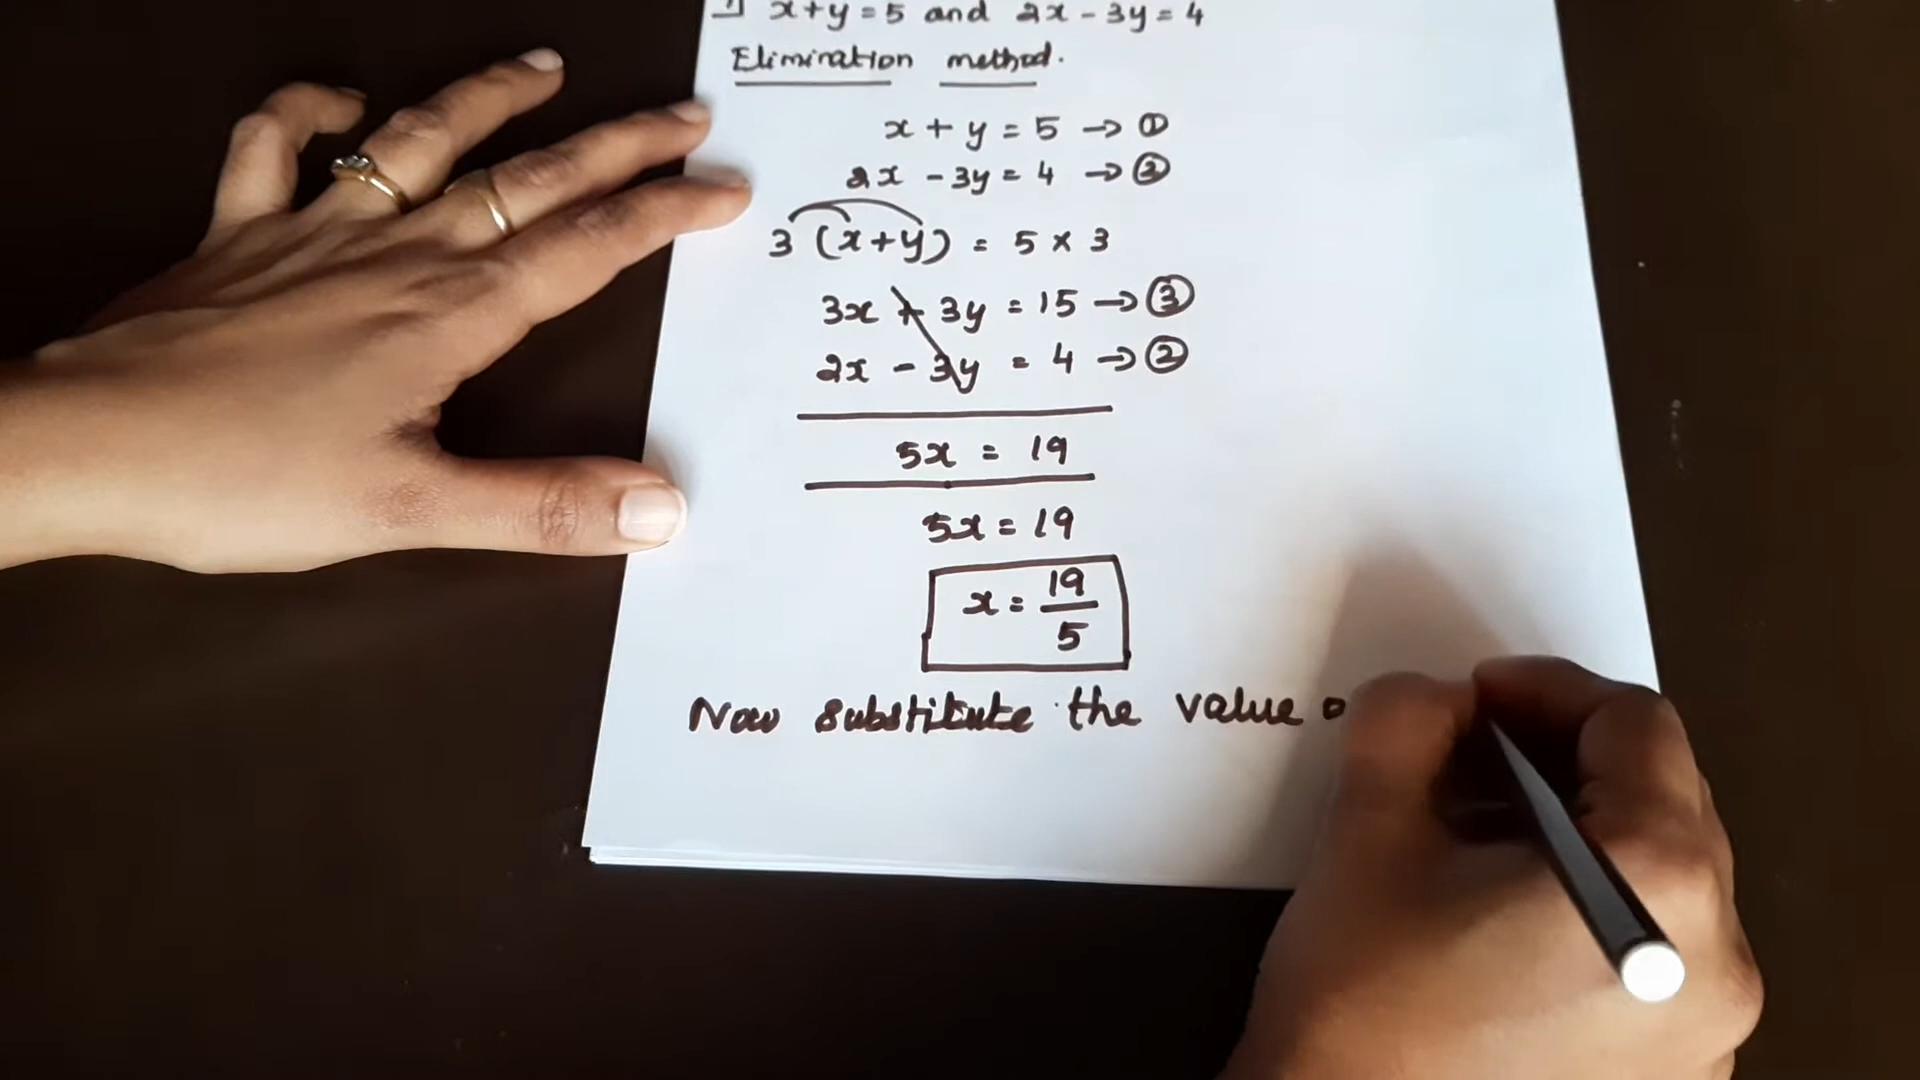 x + y = 5 and 2x - 3y = 4
Elimination method.
x + y = 5 → ①
2x - 3y = 4 → ②
3 (x+y) = 5 × 3
3x + 3y = 15 → ③
2x - 3y = 4 → ②
5x = 19
5x = 19
x = 19/5
Now substitute the value